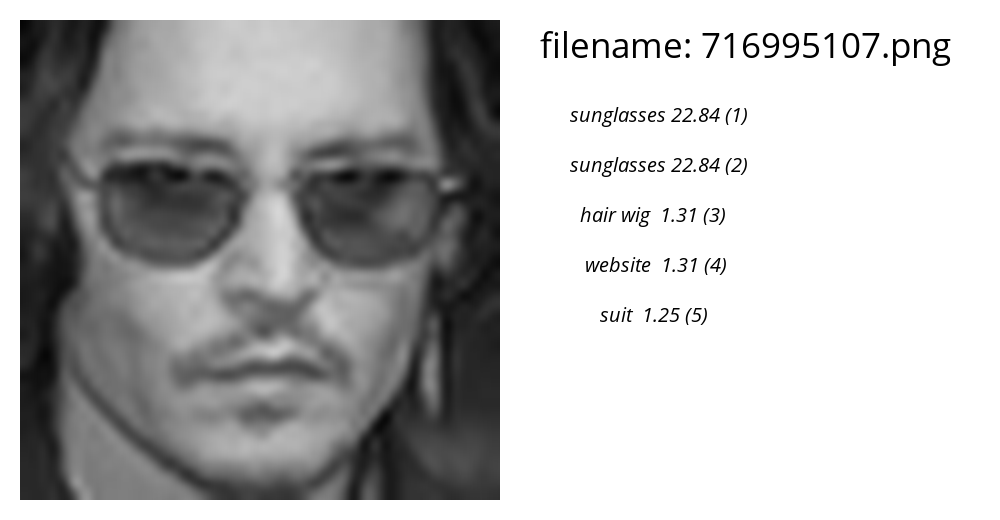 filename: 716995107.png
sunglasses 22.84 (1)
sunglasses 22.84 (2)
hair wig 1.31 (3)
website 1.31 (4)
suit 1.25 (5)